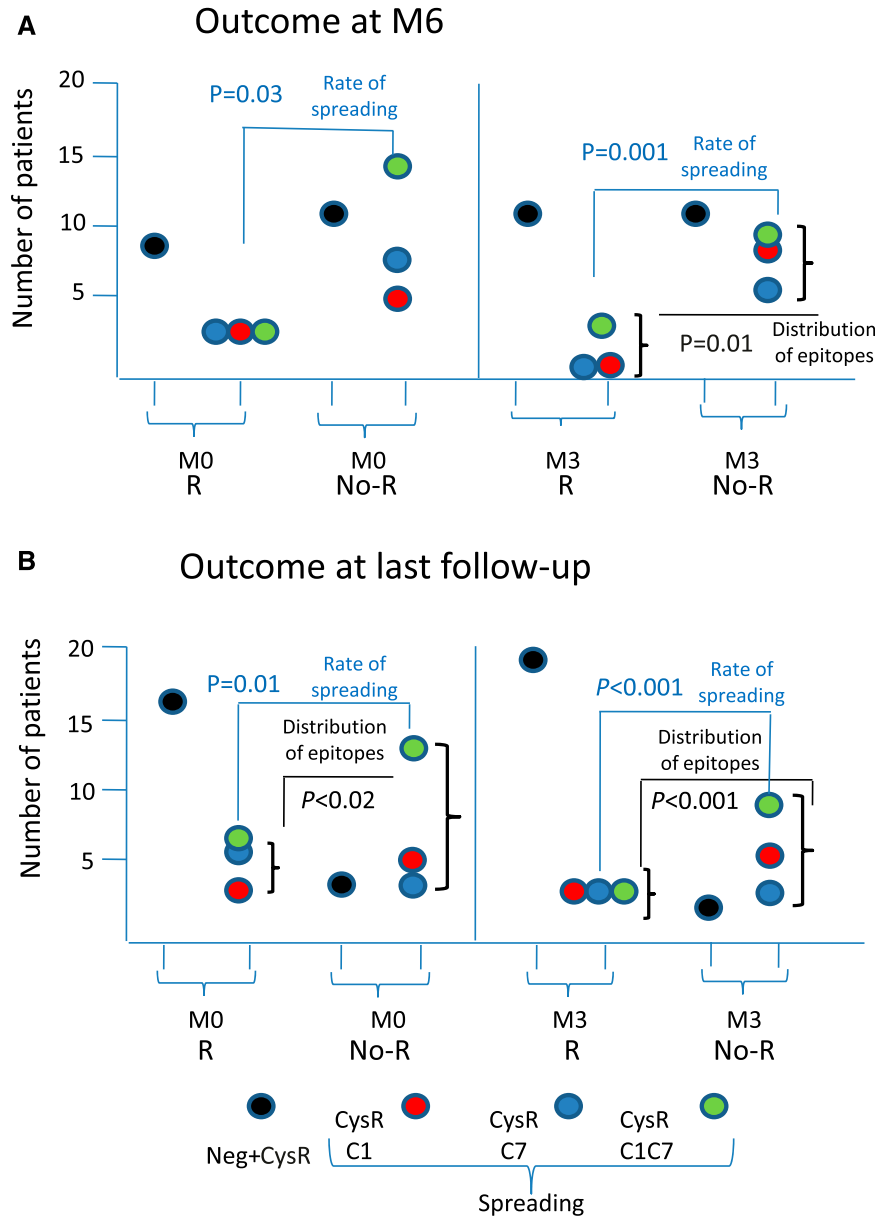 A
Outcome at M6
Number of patients
20
15
10
5
P=0.03
Rate of
spreading
P=0.001
Rate of
spreading
P=0.01
Distribution
of epitopes
M0
R
M0
No-R
M3
R
M3
No-R
B
Outcome at last follow-up
Number of patients
20
15
10
5
P=0.01
Rate of
spreading
Distribution
of epitopes
P<0.02
P<0.001
Rate of
spreading
Distribution
of epitopes
P<0.001
M0
R
M0
No-R
M3
R
M3
No-R
Neg+CysR
CysR
C1
CysR
C7
CysR
C1C7
Spreading